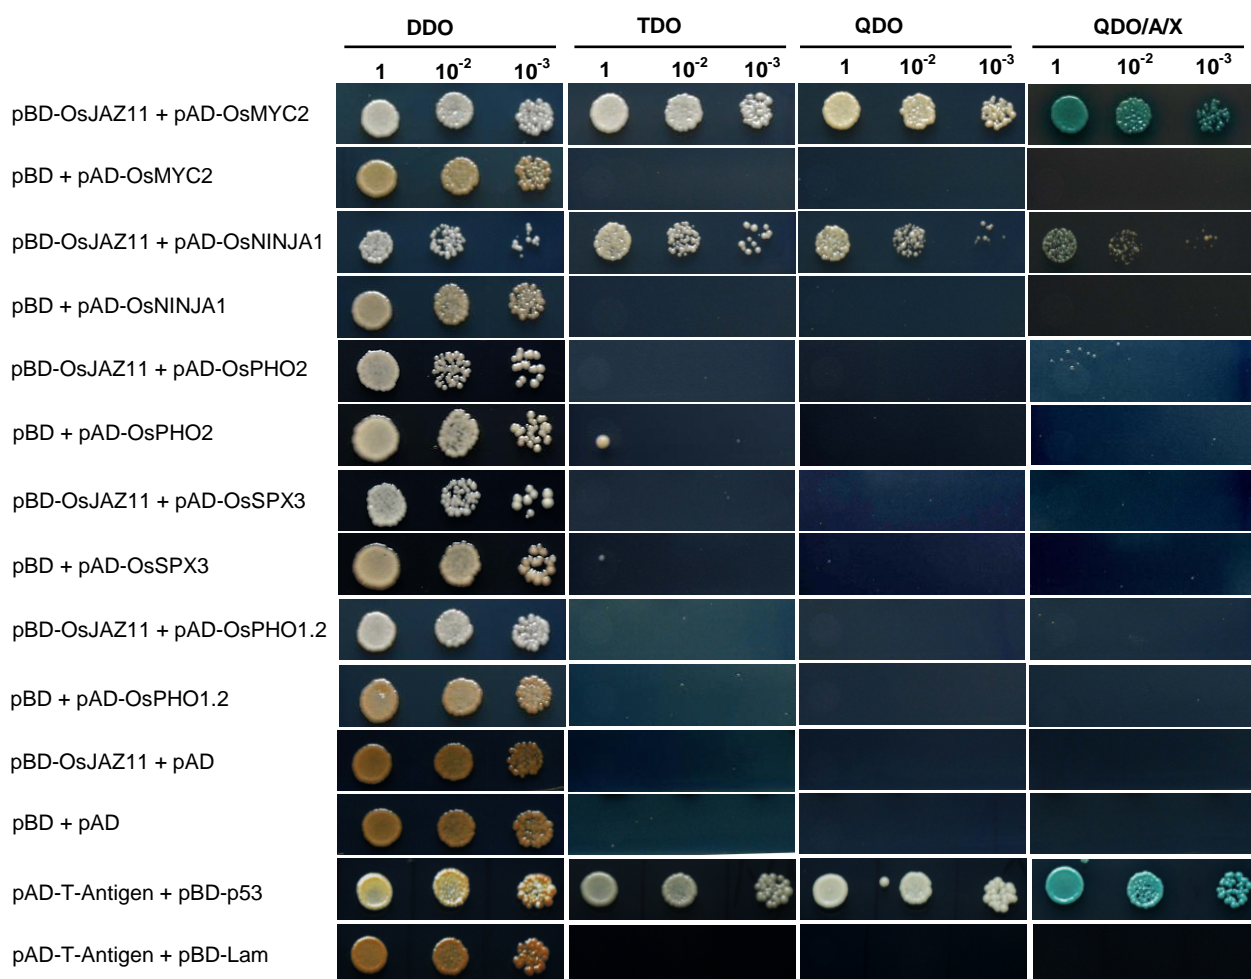 DDO TDO QDO QDO/A/X
1 10-2 10-3 1 10-2 10-3 1 10-2 10-3 1 10-2 10-3
pBD-OsJAZ11 + pAD-OsMYC2
pBD + pAD-OsMYC2
pBD-OsJAZ11 + pAD-OsNINJA1
pBD + pAD-OsNINJA1
pBD-OsJAZ11 + pAD-OsPHO2
pBD + pAD-OsPHO2
pBD-OsJAZ11 + pAD-OsSPX3
pBD + pAD-OsSPX3
pBD-OsJAZ11 + pAD-OsPHO1.2
pBD + pAD-OsPHO1.2
pBD-OsJAZ11 + pAD
pBD + pAD
pAD-T-Antigen + pBD-p53
pAD-T-Antigen + pBD-Lam